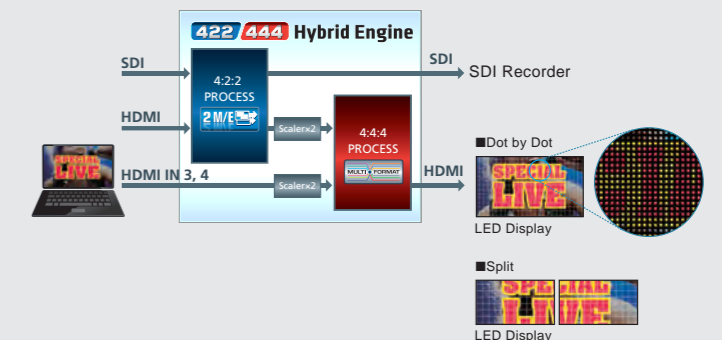 422/444 Hybrid Engine
SDI
SDI
SDI Recorder
4:2:2
PROCESS
2 M/E
HDMI
Scaler×2
4:4:4
PROCESS
MULTI FORMAT
HDMI IN 3, 4
Scaler×2
HDMI
SPECIAL
LIVE
■Dot by Dot
SPECIAL
LIVE
LED Display
■Split
SPECIAL
LIVE
LED Display